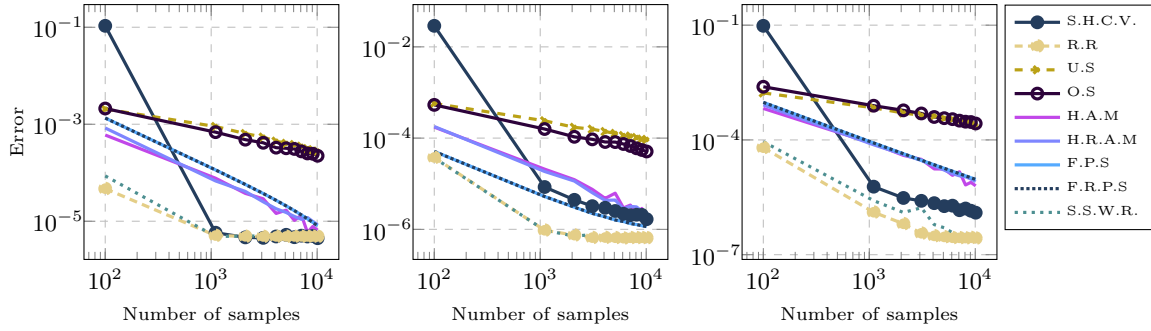 10^-1
10^-3
10^-5
Error
10^2
10^3
10^4
Number of samples
10^-2
10^-4
10^-6
10^2
10^3
10^4
Number of samples
10^-1
10^-4
10^-7
10^2
10^3
10^4
Number of samples
S.H.C.V.
R.R
U.S
O.S
H.A.M
H.R.A.M
F.P.S
F.R.P.S
S.S.W.R.